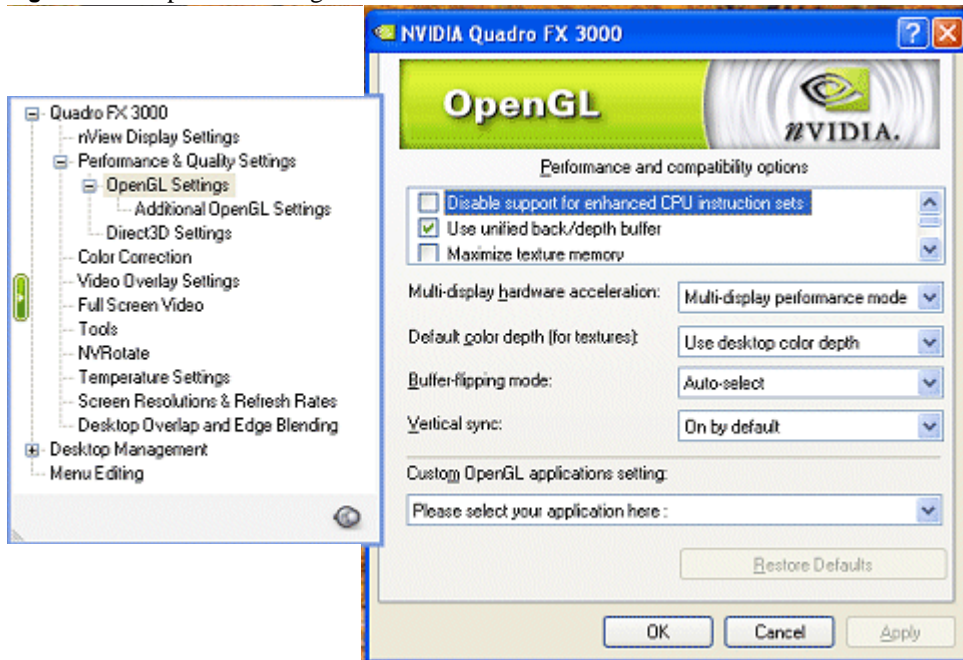 NVIDIA Quadro FX 3000
OpenGL
nVIDIA.
Quadro FX 3000
nView Display Settings
Performance & Quality Settings
OpenGL Settings
Additional OpenGL Settings
Direct3D Settings
Color Correction
Video Overlay Settings
Full Screen Video
Tools
NVRotate
Temperature Settings
Screen Resolutions & Refresh Rates
Desktop Overlap and Edge Blending
Desktop Management
Menu Editing
Performance and compatibility options
Disable support for enhanced CPU instruction sets
Use unified back/depth buffer
Maximize texture memory
Multi-display hardware acceleration: Multi-display performance mode
Default color depth (for textures): Use desktop color depth
Buffer-flipping mode: Auto-select
Vertical sync: On by default
Custom OpenGL applications setting:
Please select your application here :
Restore Defaults
OK Cancel Apply